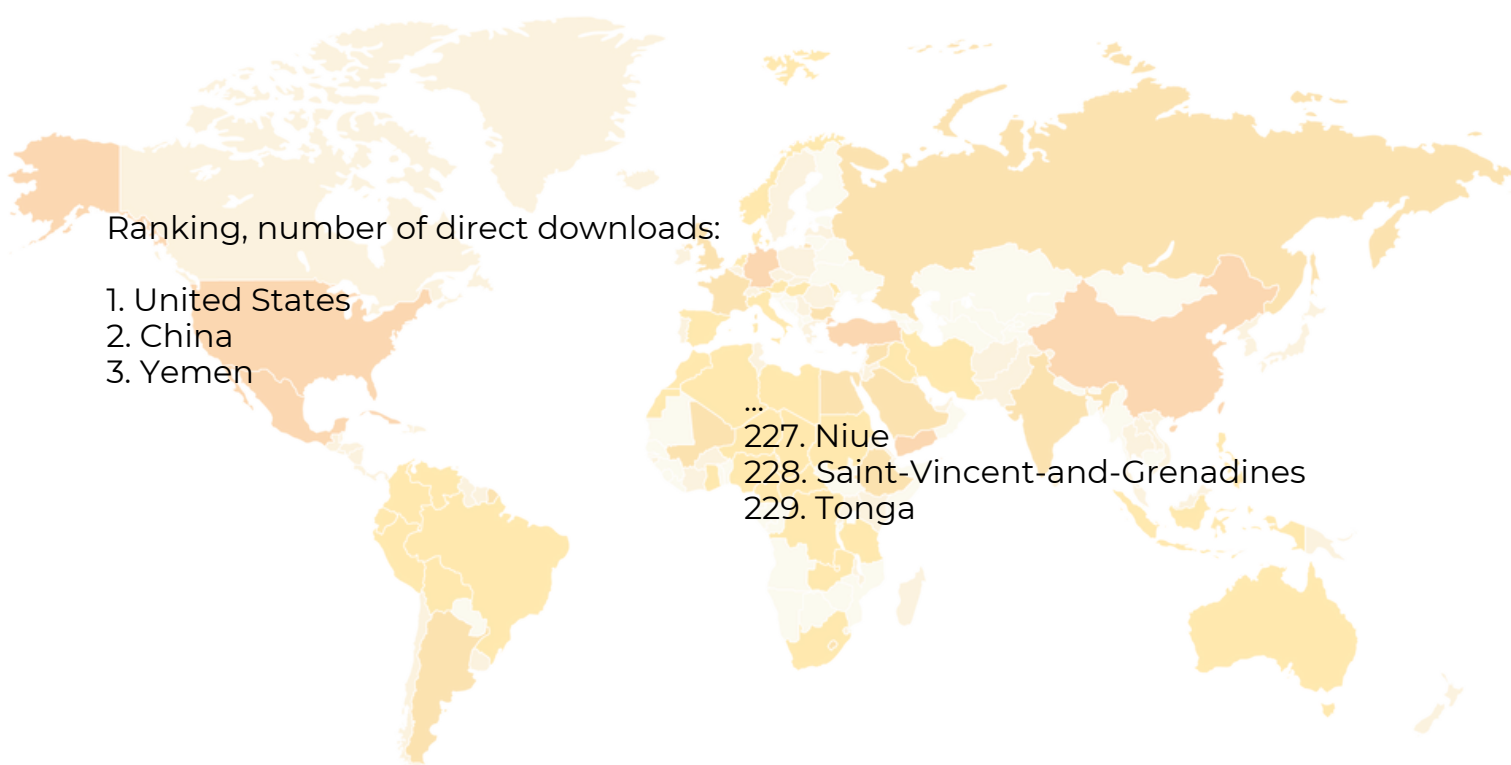 Ranking, number of direct downloads:
1. United States
2. China
3. Yemen
...
227. Niue
228. Saint-Vincent-and-Grenadines
229. Tonga